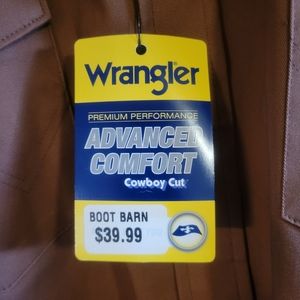 Wrangler
PREMIUM PERFORMANCE
ADVANCED
COMFORT
Cowboy Cut
BOOT BARN
$39.99